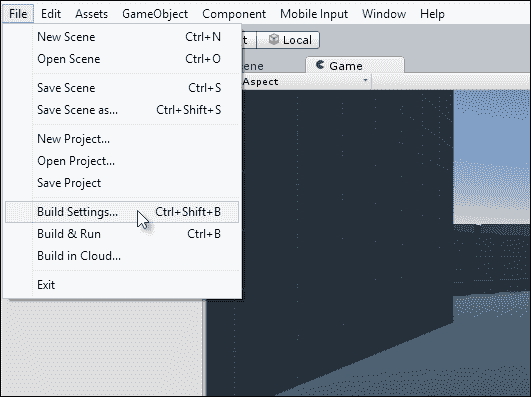 File Edit Assets GameObject Component Mobile Input Window Help
New Scene Ctrl+N
Open Scene Ctrl+O
Local
Save Scene Ctrl+S
Game
Aspect
Save Scene as... Ctrl+Shift+S
New Project...
Open Project...
Save Project
Build Settings... Ctrl+Shift+B
Build & Run Ctrl+B
Build in Cloud...
Exit